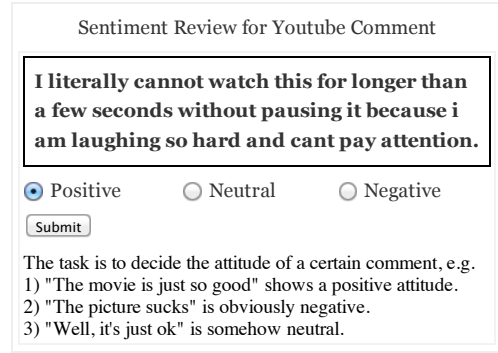 Sentiment Review for Youtube Comment
I literally cannot watch this for longer than
a few seconds without pausing it because i
am laughing so hard and cant pay attention.
Positive Neutral Negative
Submit
The task is to decide the attitude of a certain comment, e.g.
1) "The movie is just so good" shows a positive attitude.
2) "The picture sucks" is obviously negative.
3) "Well, it's just ok" is somehow neutral.